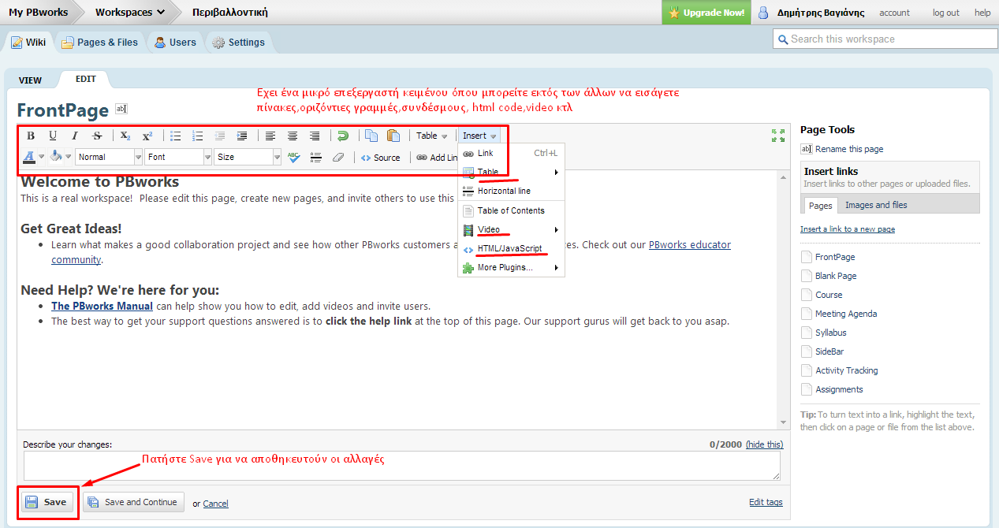 My PBworks Workspaces Περιβαλλοντική Upgrade Now! Δημήτρης Βαγιάνης account log out help
Wiki Pages & Files Users Settings Search this workspace
VIEW EDIT
Εχει ένα μικρό επεξεργαστή κειμένου όπου μπορείτε εκτός των άλλων να εισάγετε
πίνακες,οριζόντιες γραμμές,συνδέσμους, html code,video κτλ
FrontPage
B U I S X₂ X² Table Insert
A Normal Font Size ABC Source Add Lin
Link Ctrl+L
Table
Horizontal line
Table of Contents
Video
HTML/JavaScript
More Plugins...
Welcome to PBworks
This is a real workspace! Please edit this page, create new pages, and invite others to use this
Get Great Ideas!
Learn what makes a good collaboration project and see how other PBworks customers a ces. Check out our PBworks educator
community.
Need Help? We're here for you:
The PBworks Manual can help show you how to edit, add videos and invite users.
The best way to get your support questions answered is to click the help link at the top of this page. Our support gurus will get back to you asap.
Describe your changes: 0/2000 (hide this)
Πατήστε Save για να αποθηκευτούν οι αλλαγές
Save Save and Continue or Cancel Edit tags
Page Tools
Rename this page
Insert links
Insert links to other pages or uploaded files.
Pages Images and files
Insert a link to a new page
FrontPage
Blank Page
Course
Meeting Agenda
Syllabus
SideBar
Activity Tracking
Assignments
Tip: To turn text into a link, highlight the text,
then click on a page or file from the list above.